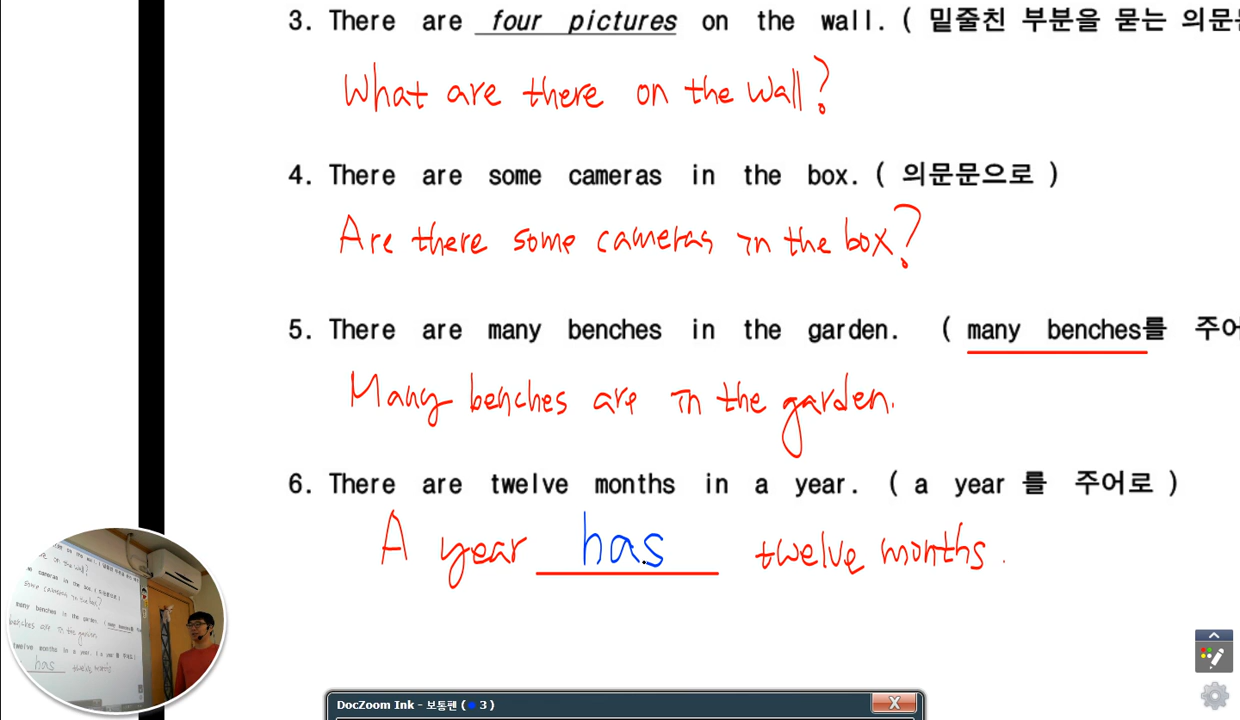 3. There are four pictures on the wall. ( 밑줄친 부분을 묻는 의문
What are there on the wall?
4. There are some cameras in the box. ( 의문문으로 )
Are there some cameras in the box?
5. There are many benches in the garden. ( many benches를 주어
Many benches are in the garden.
6. There are twelve months in a year. ( a year 를 주어로 )
A year has twelve months.
DocZoom Ink - 보통펜 ( 3 )